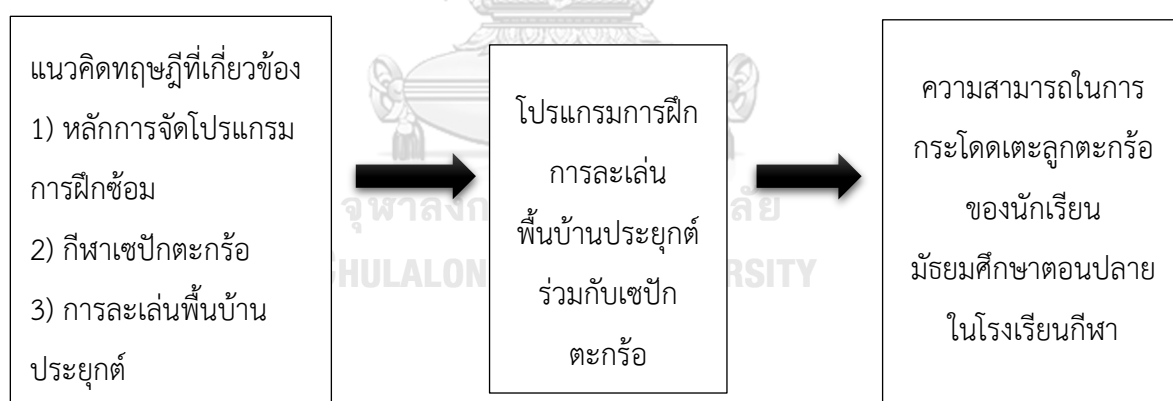 แนวคิดทฤษฎีที่เกี่ยวข้อง
1) หลักการจัดโปรแกรม
การฝึกซ้อม
2) กีฬาเซปักตะกร้อ
3) การละเล่นพื้นบ้าน
ประยุกต์
โปรแกรมการฝึก
การละเล่น
พื้นบ้านประยุกต์
ร่วมกับเซปัก
ตะกร้อ
ความสามารถในการ
กระโดดเตะลูกตะกร้อ
ของนักเรียน
มัธยมศึกษาตอนปลาย
ในโรงเรียนกีฬา